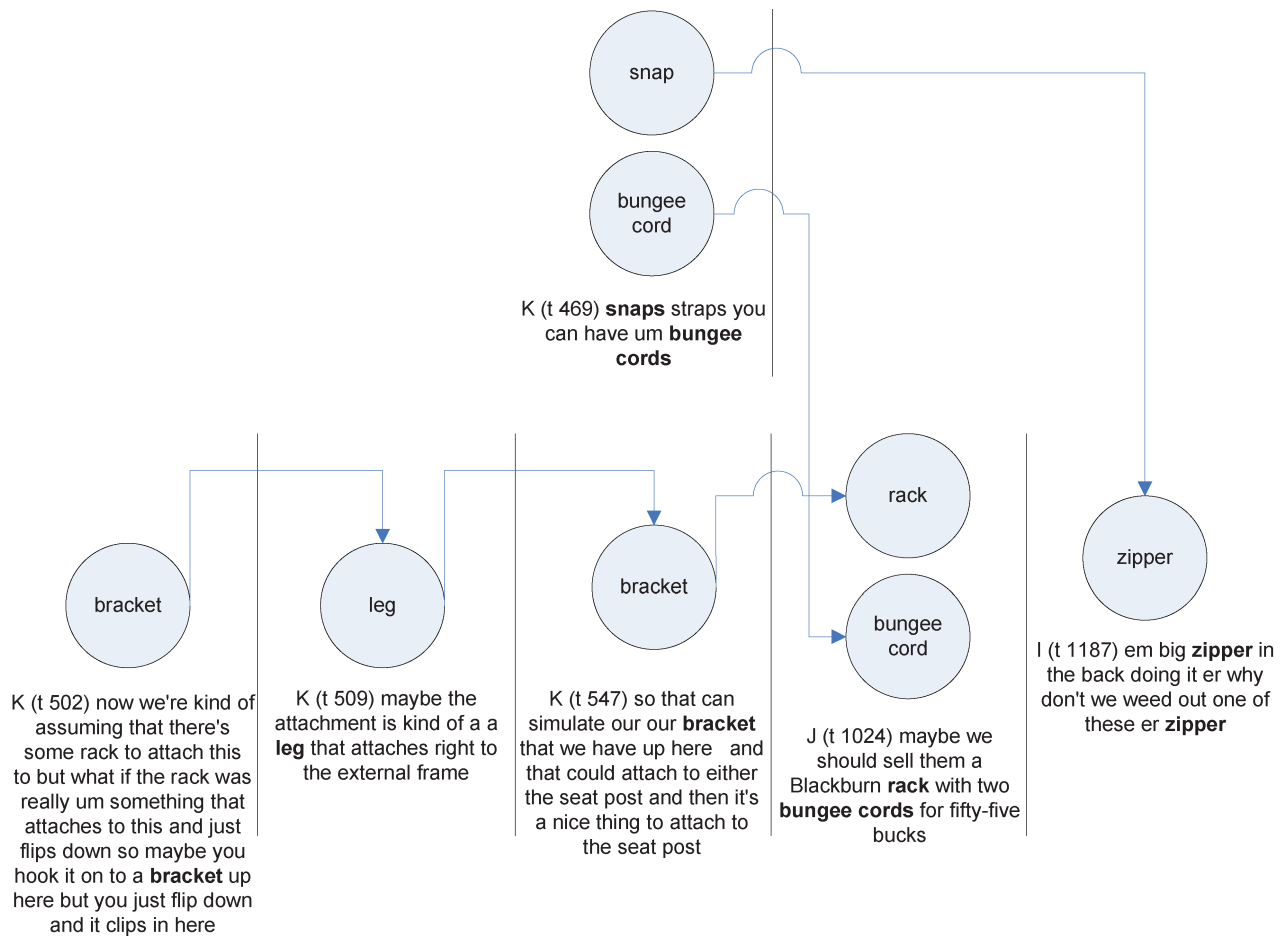 snap
bungee
cord
K (t 469) snaps straps you
can have um bungee
cords
bracket
K (t 502) now we're kind of
assuming that there's
some rack to attach this
to but what if the rack was
really um something that
attaches to this and just
flips down so maybe you
hook it on to a bracket up
here but you just flip down
and it clips in here
leg
K (t 509) maybe the
attachment is kind of a a
leg that attaches right to
the external frame
bracket
K (t 547) so that can
simulate our our bracket
that we have up here and
that could attach to either
the seat post and then it's
a nice thing to attach to
the seat post
rack
bungee
cord
J (t 1024) maybe we
should sell them a
Blackburn rack with two
bungee cords for fifty-five
bucks
zipper
I (t 1187) em big zipper in
the back doing it er why
don't we weed out one of
these er zipper